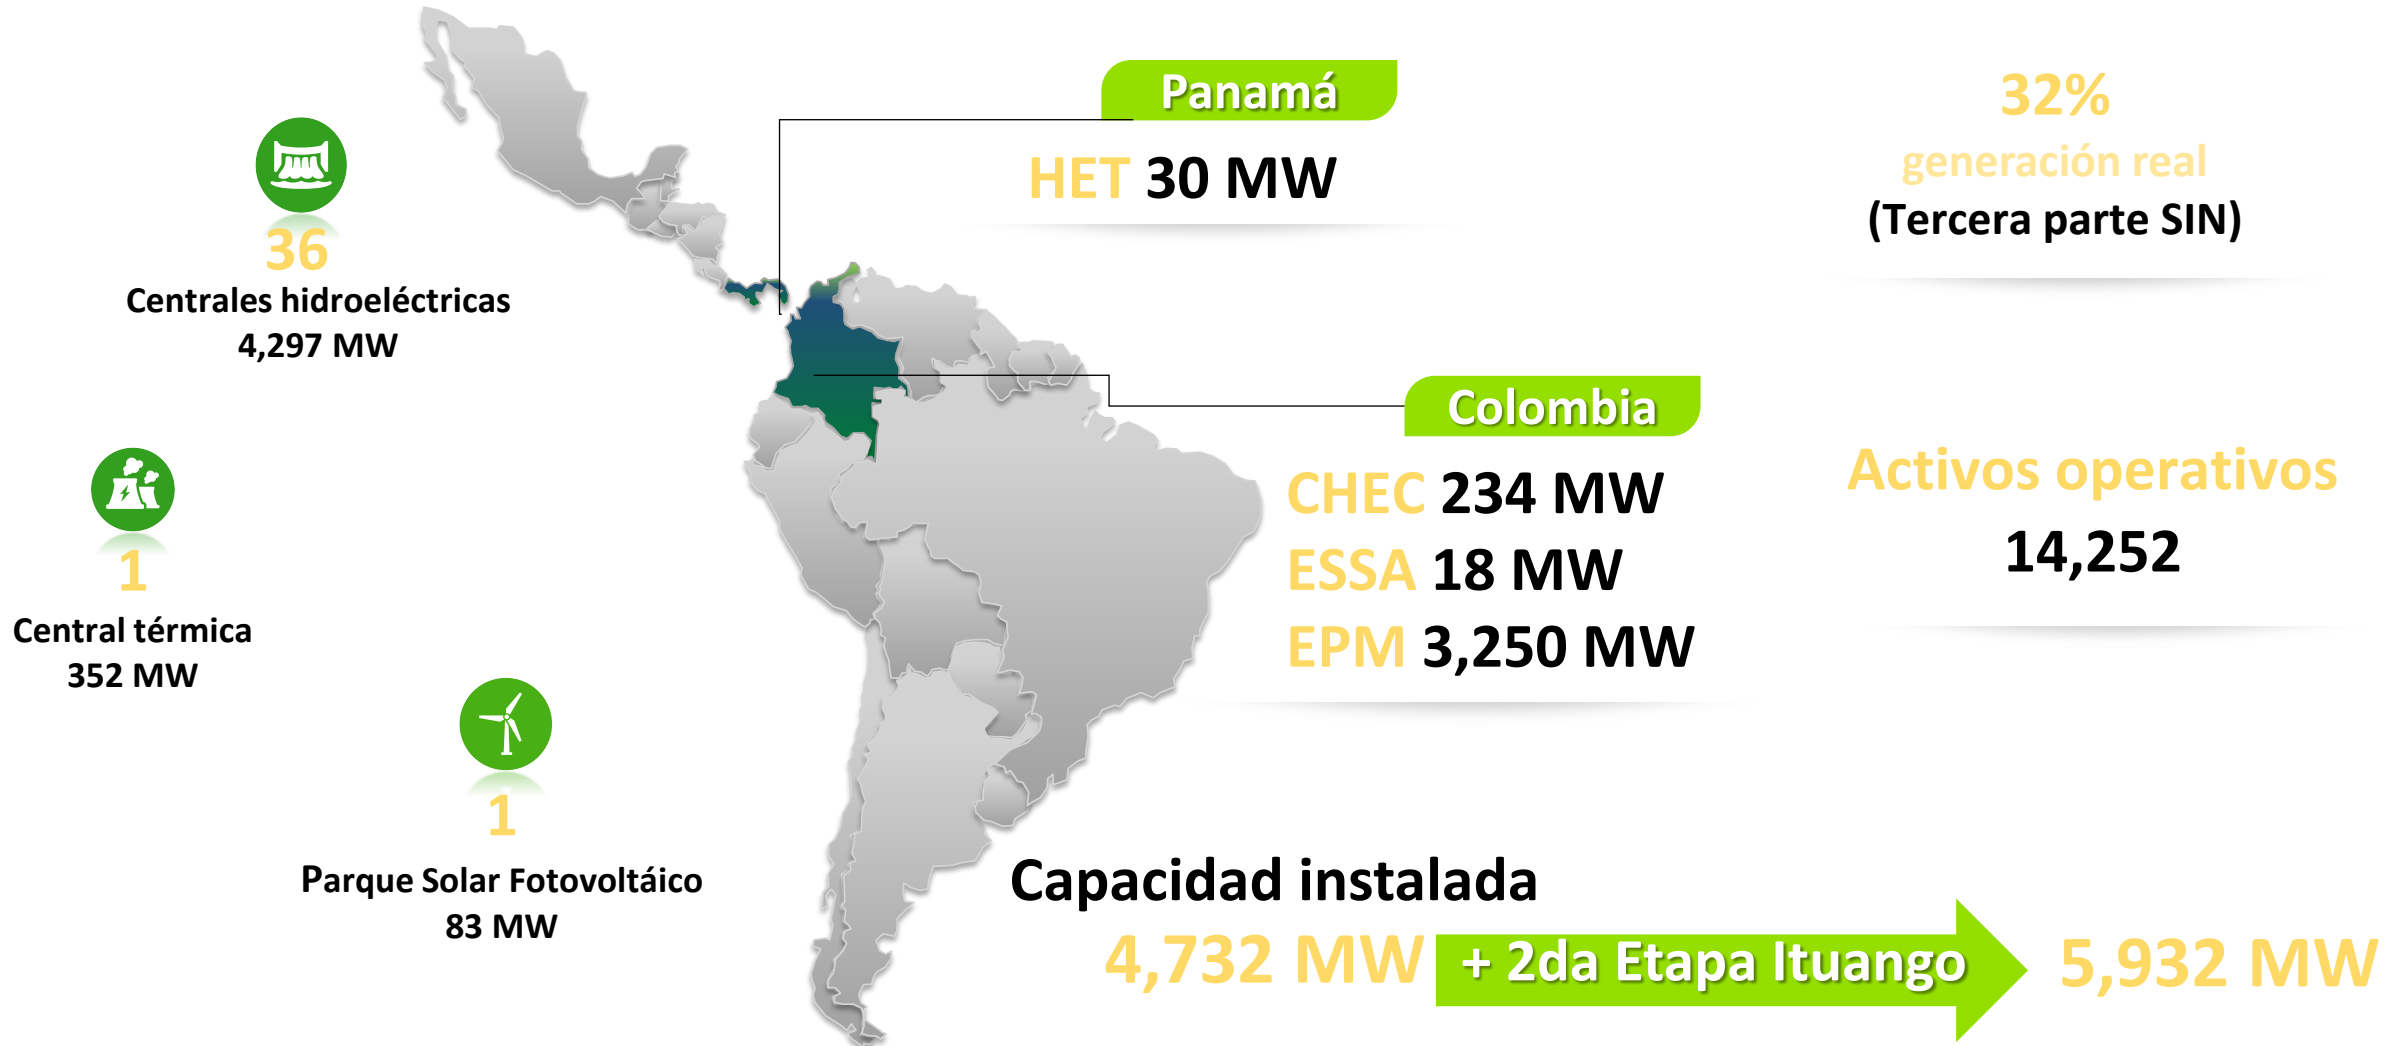 Panamá
HET 30 MW
32%
generación real
(Tercera parte SIN)
36
Centrales hidroeléctricas
4,297 MW
Colombia
CHEC 234 MW
ESSA 18 MW
EPM 3,250 MW
Activos operativos
14,252
1
Central térmica
352 MW
1
Parque Solar Fotovoltáico
83 MW
Capacidad instalada
4,732 MW + 2da Etapa Ituango 5,932 MW